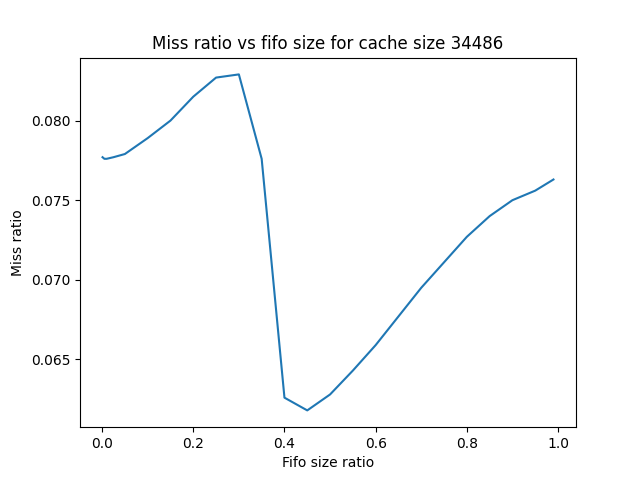 Miss ratio vs fifo size for cache size 34486
0.080
0.075
0.070
0.065
Miss ratio
0.0 0.2 0.4 0.6 0.8 1.0
Fifo size ratio